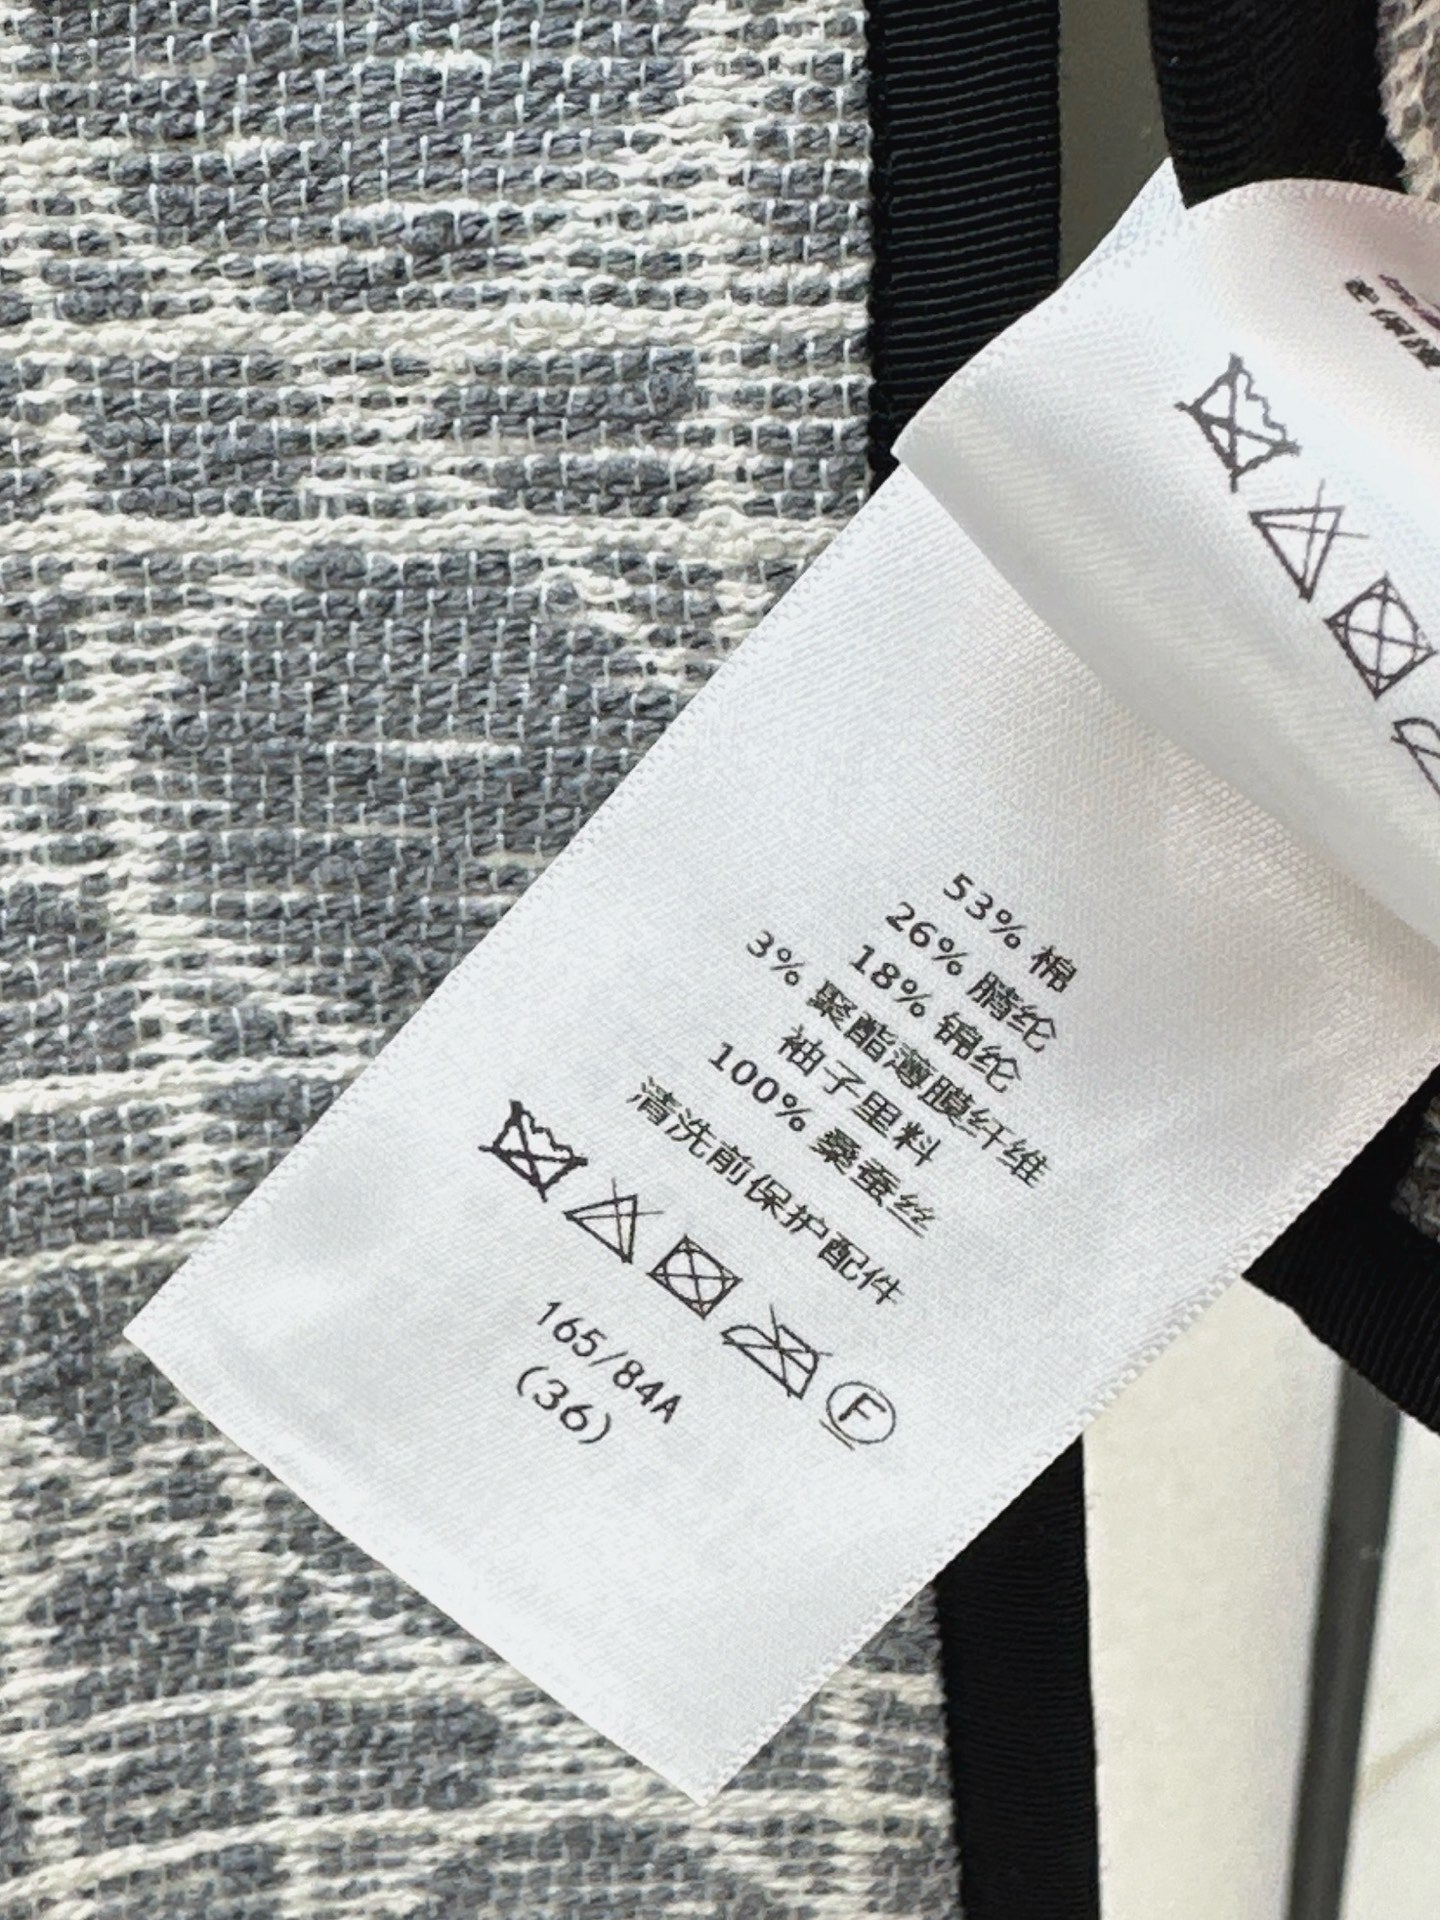 53% 棉
26% 腈纶
18% 锦纶
3% 聚酯薄膜纤维
袖子里料
100% 桑蚕丝
清洗前保护配件
F
165/84A
(36)